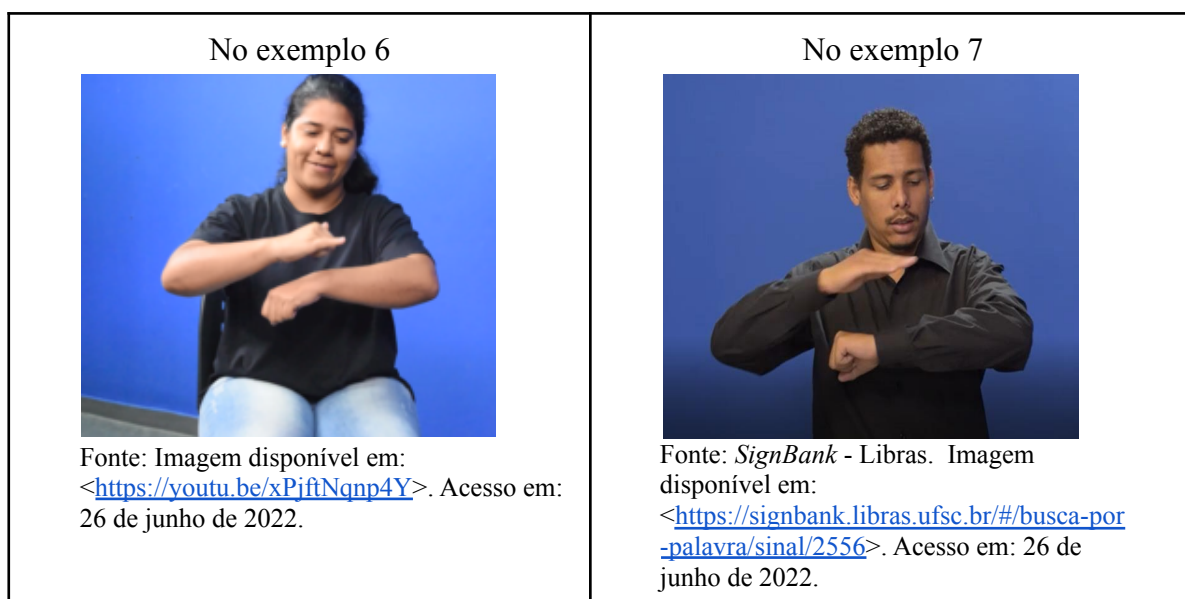 No exemplo 6
Fonte: Imagem disponível em:
<https://youtu.be/xPjftNqnp4Y>. Acesso em:
26 de junho de 2022.
No exemplo 7
Fonte: SignBank - Libras. Imagem
disponível em:
<https://signbank.libras.ufsc.br/#/busca-por
-palavra/sinal/2556>. Acesso em: 26 de
junho de 2022.